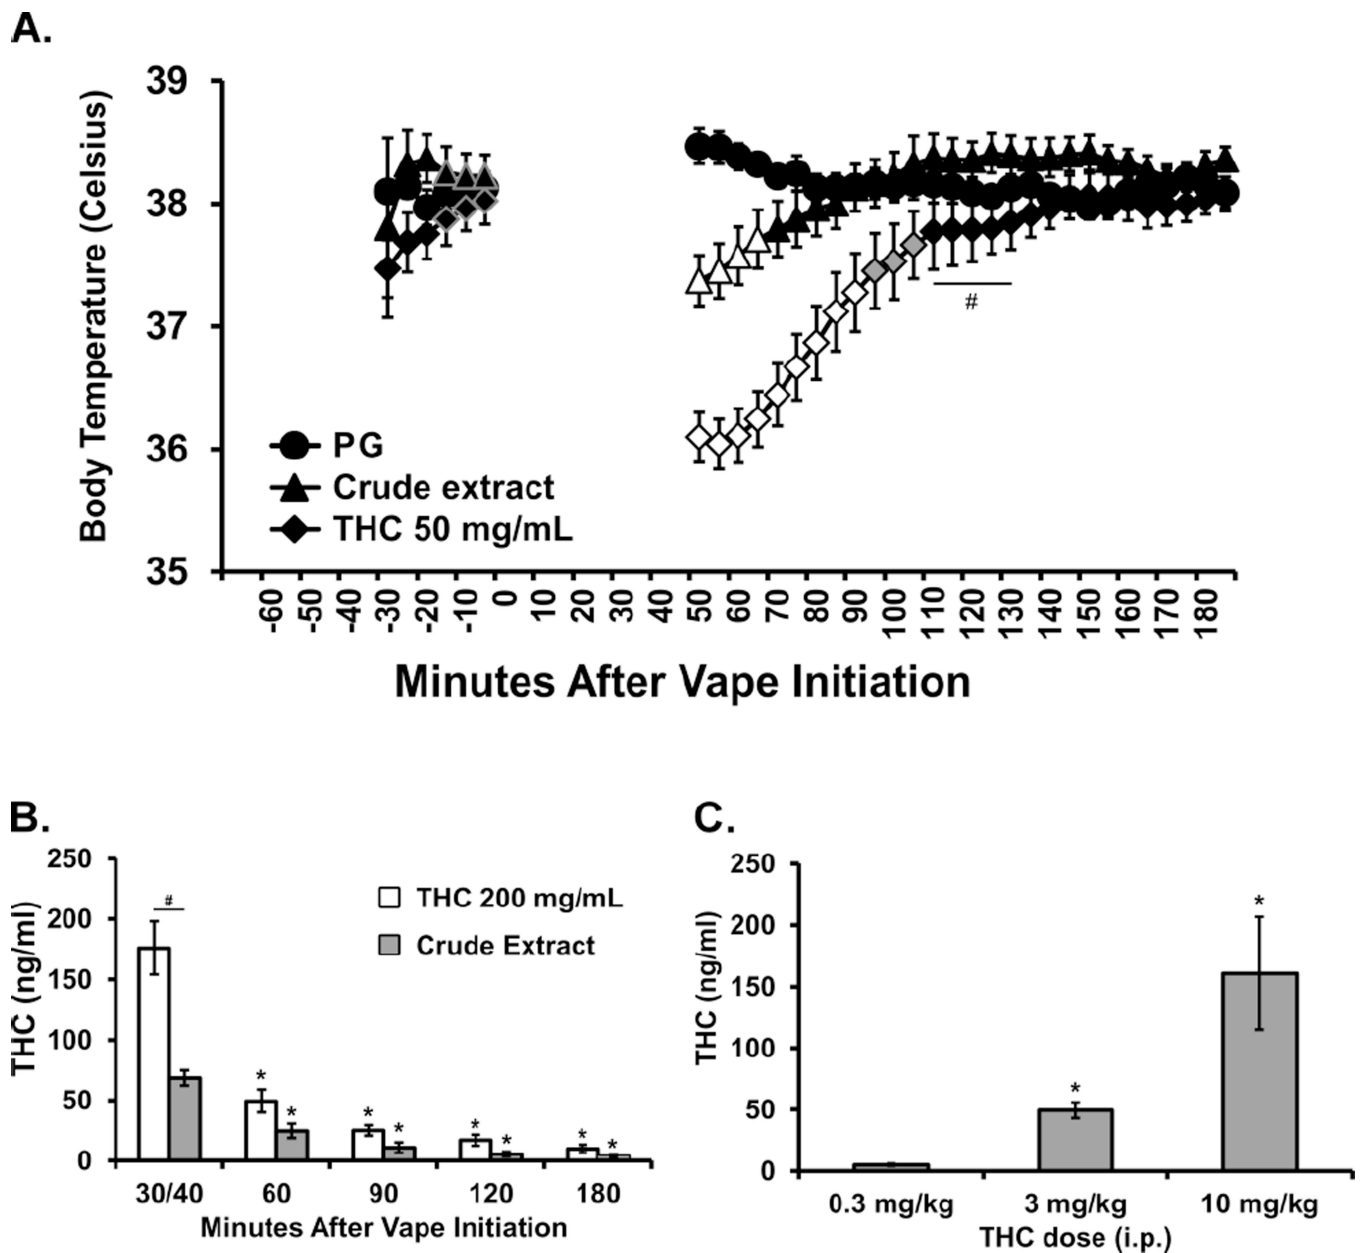 A.
Body Temperature (Celsius)
39
38
37
36
35
#
PG
Crude extract
THC 50 mg/mL
-60 -50 -40 -30 -20 -10 0 10 20 30 40 50 60 70 80 90 100 110 120 130 140 150 160 170 180
Minutes After Vape Initiation
B.
THC (ng/ml)
250
200
150
100
50
0
#
THC 200 mg/mL
Crude Extract
* * * * * * * *
30/40 60 90 120 180
Minutes After Vape Initiation
C.
THC (ng/ml)
250
200
150
100
50
0
* *
0.3 mg/kg 3 mg/kg 10 mg/kg
THC dose (i.p.)